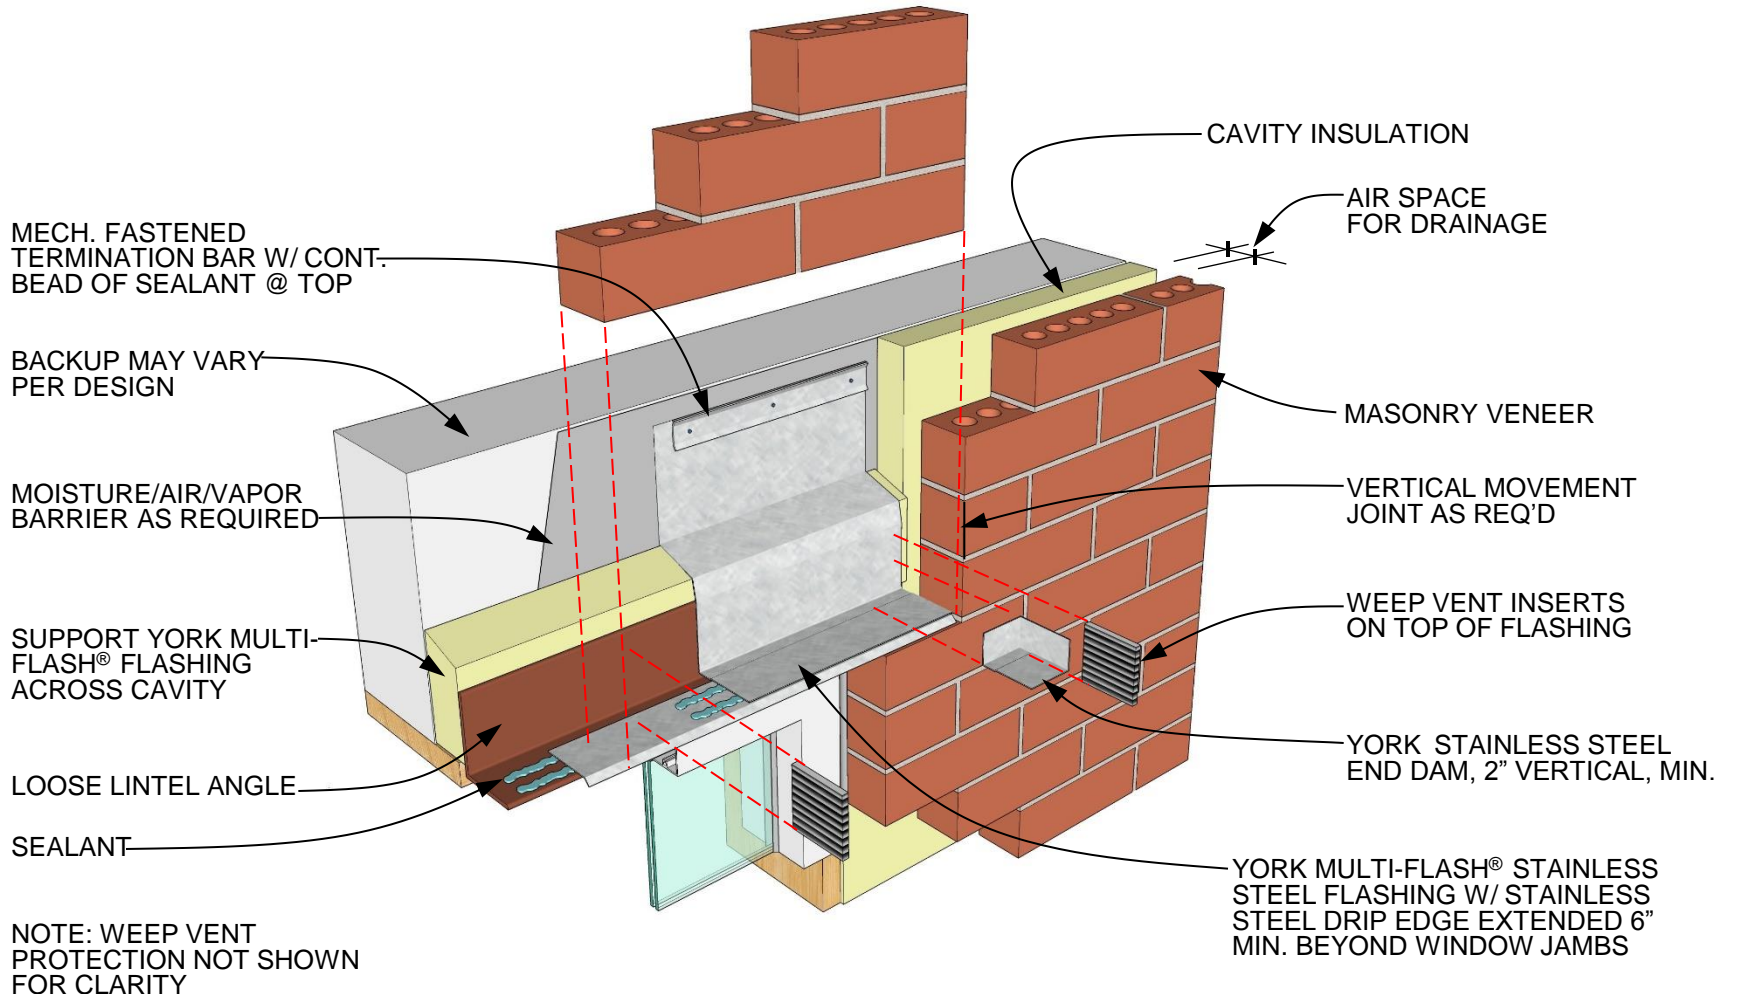 MECH. FASTENED
TERMINATION BAR W/ CONT.
BEAD OF SEALANT @ TOP
BACKUP MAY VARY
PER DESIGN
MOISTURE/AIR/VAPOR
BARRIER AS REQUIRED
SUPPORT YORK MULTI-
FLASH® FLASHING
ACROSS CAVITY
LOOSE LINTEL ANGLE
SEALANT
NOTE: WEEP VENT
PROTECTION NOT SHOWN
FOR CLARITY
CAVITY INSULATION
AIR SPACE
FOR DRAINAGE
MASONRY VENEER
VERTICAL MOVEMENT
JOINT AS REQ’D
WEEP VENT INSERTS
ON TOP OF FLASHING
YORK STAINLESS STEEL
END DAM, 2” VERTICAL, MIN.
YORK MULTI-FLASH® STAINLESS
STEEL FLASHING W/ STAINLESS
STEEL DRIP EDGE EXTENDED 6”
MIN. BEYOND WINDOW JAMBS